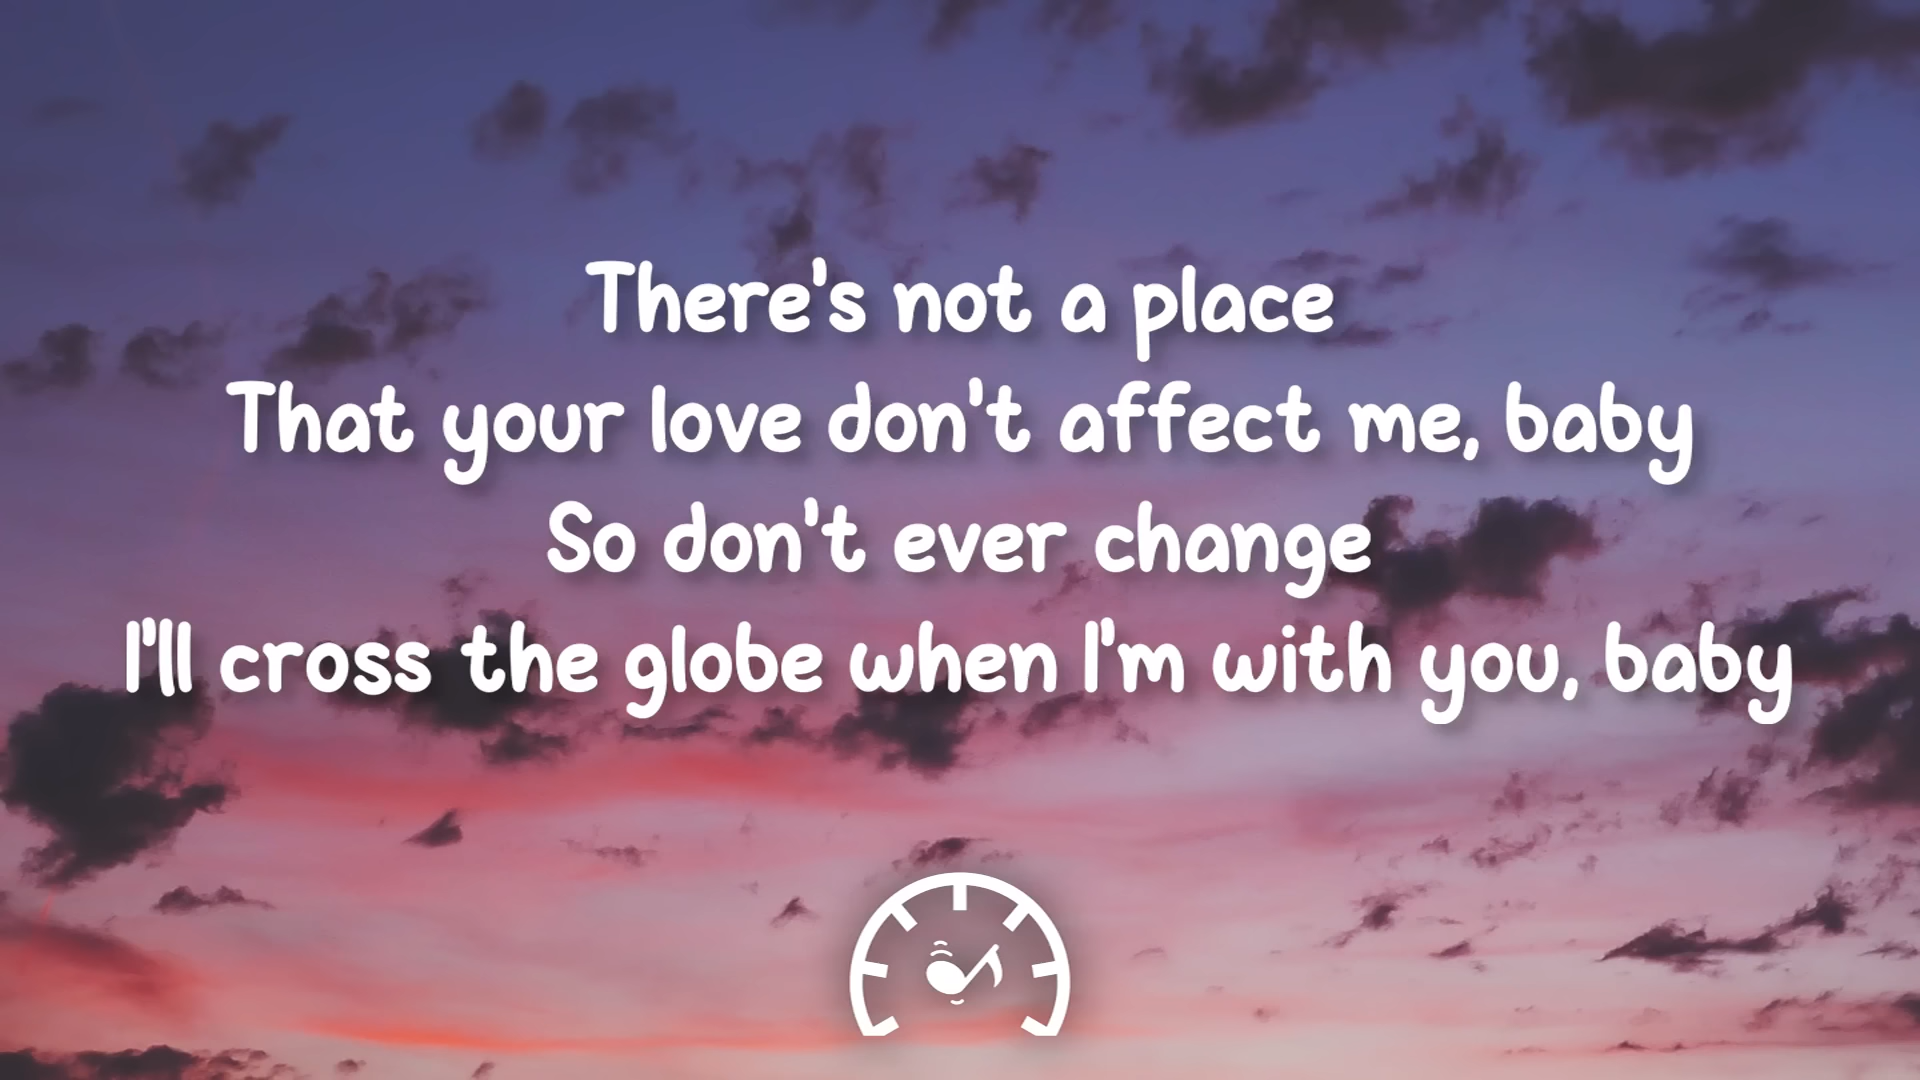 There's not a place
That your love don't affect me, baby
So don't ever change
I'll cross the globe when I'm with you, baby